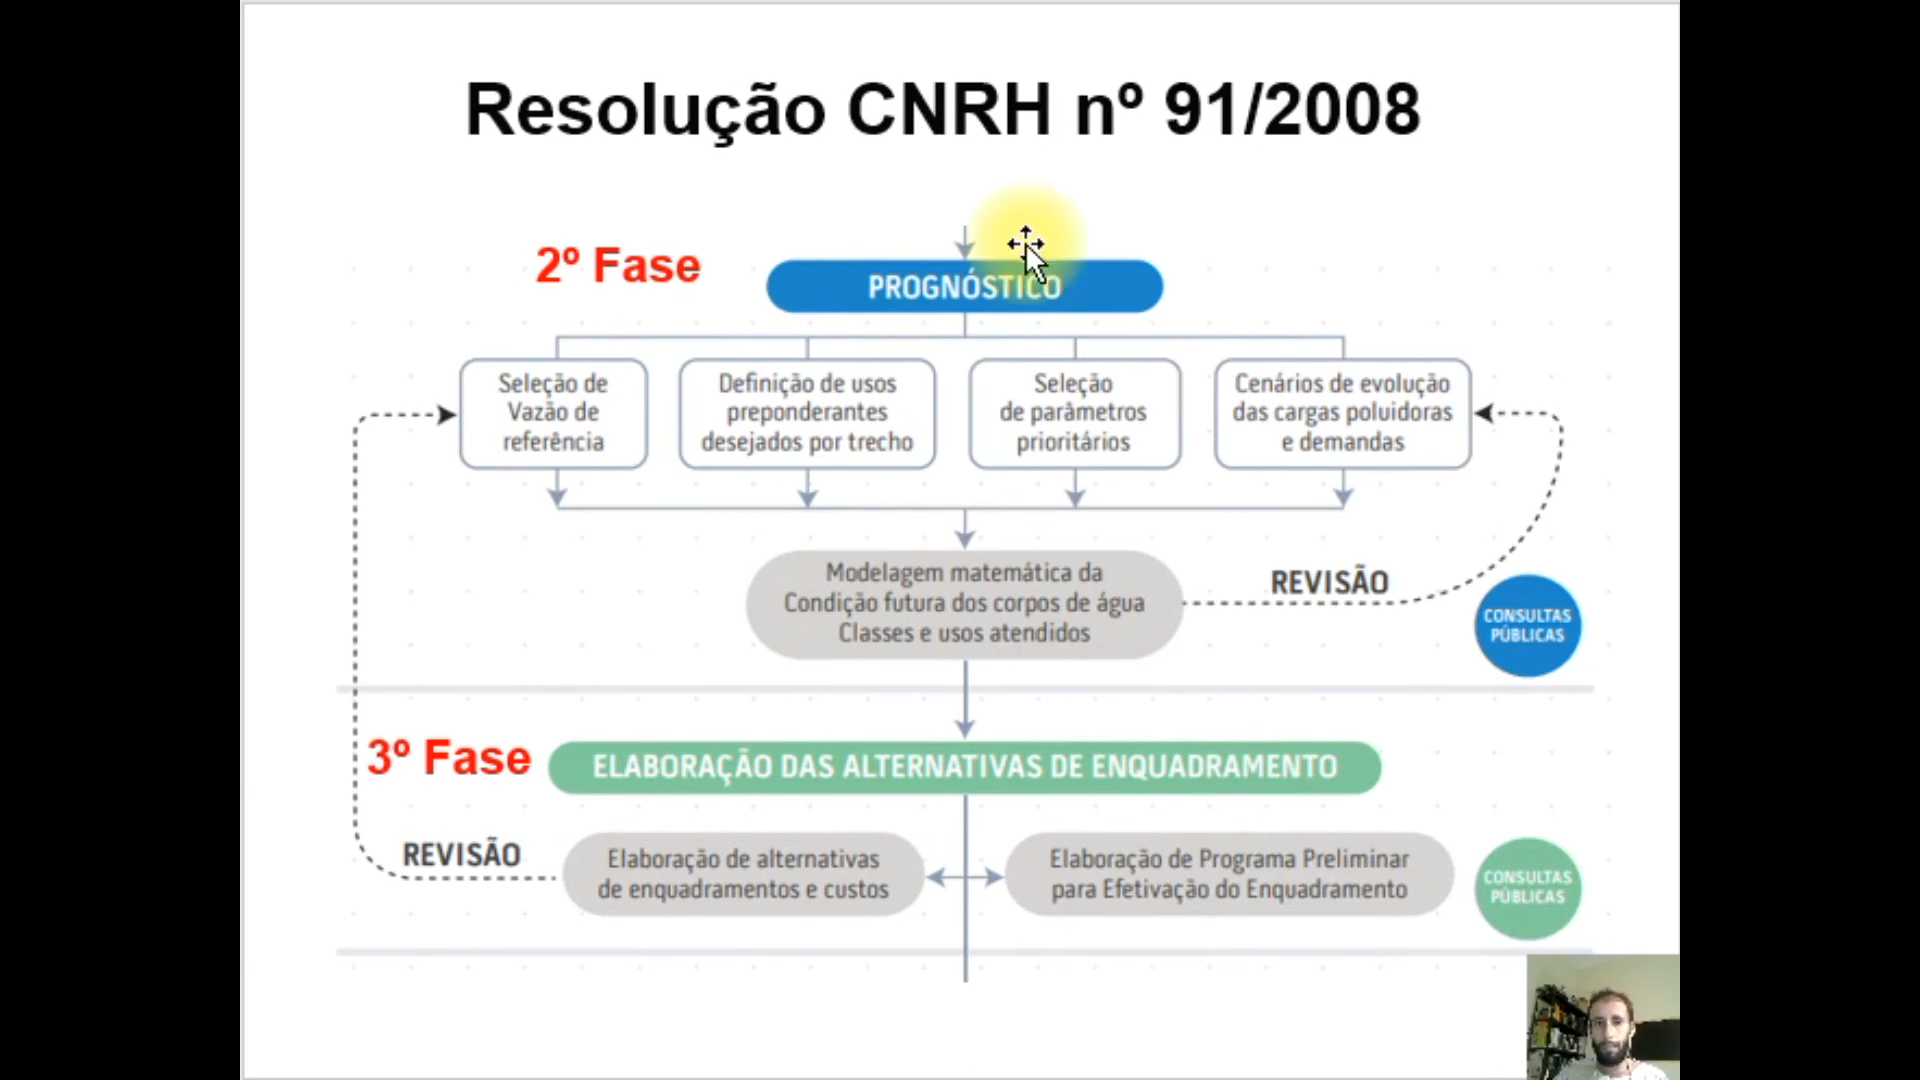 Resolução CNRH nº 91/2008
2º Fase
PROGNÓSTICO
Seleção de
Vazão de
referência
Definição de usos
preponderantes
desejados por trecho
Seleção
de parâmetros
prioritários
Cenários de evolução
das cargas poluidoras
e demandas
Modelagem matemática da
Condição futura dos corpos de água
Classes e usos atendidos
REVISÃO
CONSULTAS
PÚBLICAS
3º Fase
ELABORAÇÃO DAS ALTERNATIVAS DE ENQUADRAMENTO
REVISÃO
Elaboração de alternativas
de enquadramentos e custos
Elaboração de Programa Preliminar
para Efetivação do Enquadramento
CONSULTAS
PÚBLICAS